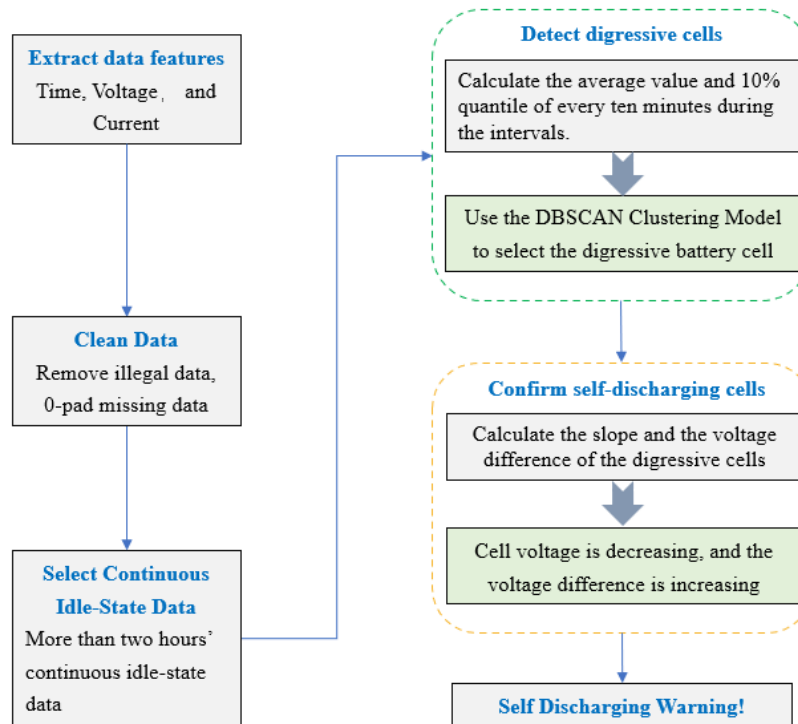 Extract data features
Time, Voltage,   and
Current
Clean Data
Remove illegal data,
0-pad missing data
Select Continuous
Idle-State Data
More than two hours’
continuous idle-state
data
Detect digressive cells
Calculate the average value and 10%
quantile of every ten minutes during
the intervals.
Use the DBSCAN Clustering Model
to select the digressive battery cell
Confirm self-discharging cells
Calculate the slope and the voltage
difference of the digressive cells
Cell voltage is decreasing, and the
voltage difference is increasing
Self Discharging Warning!